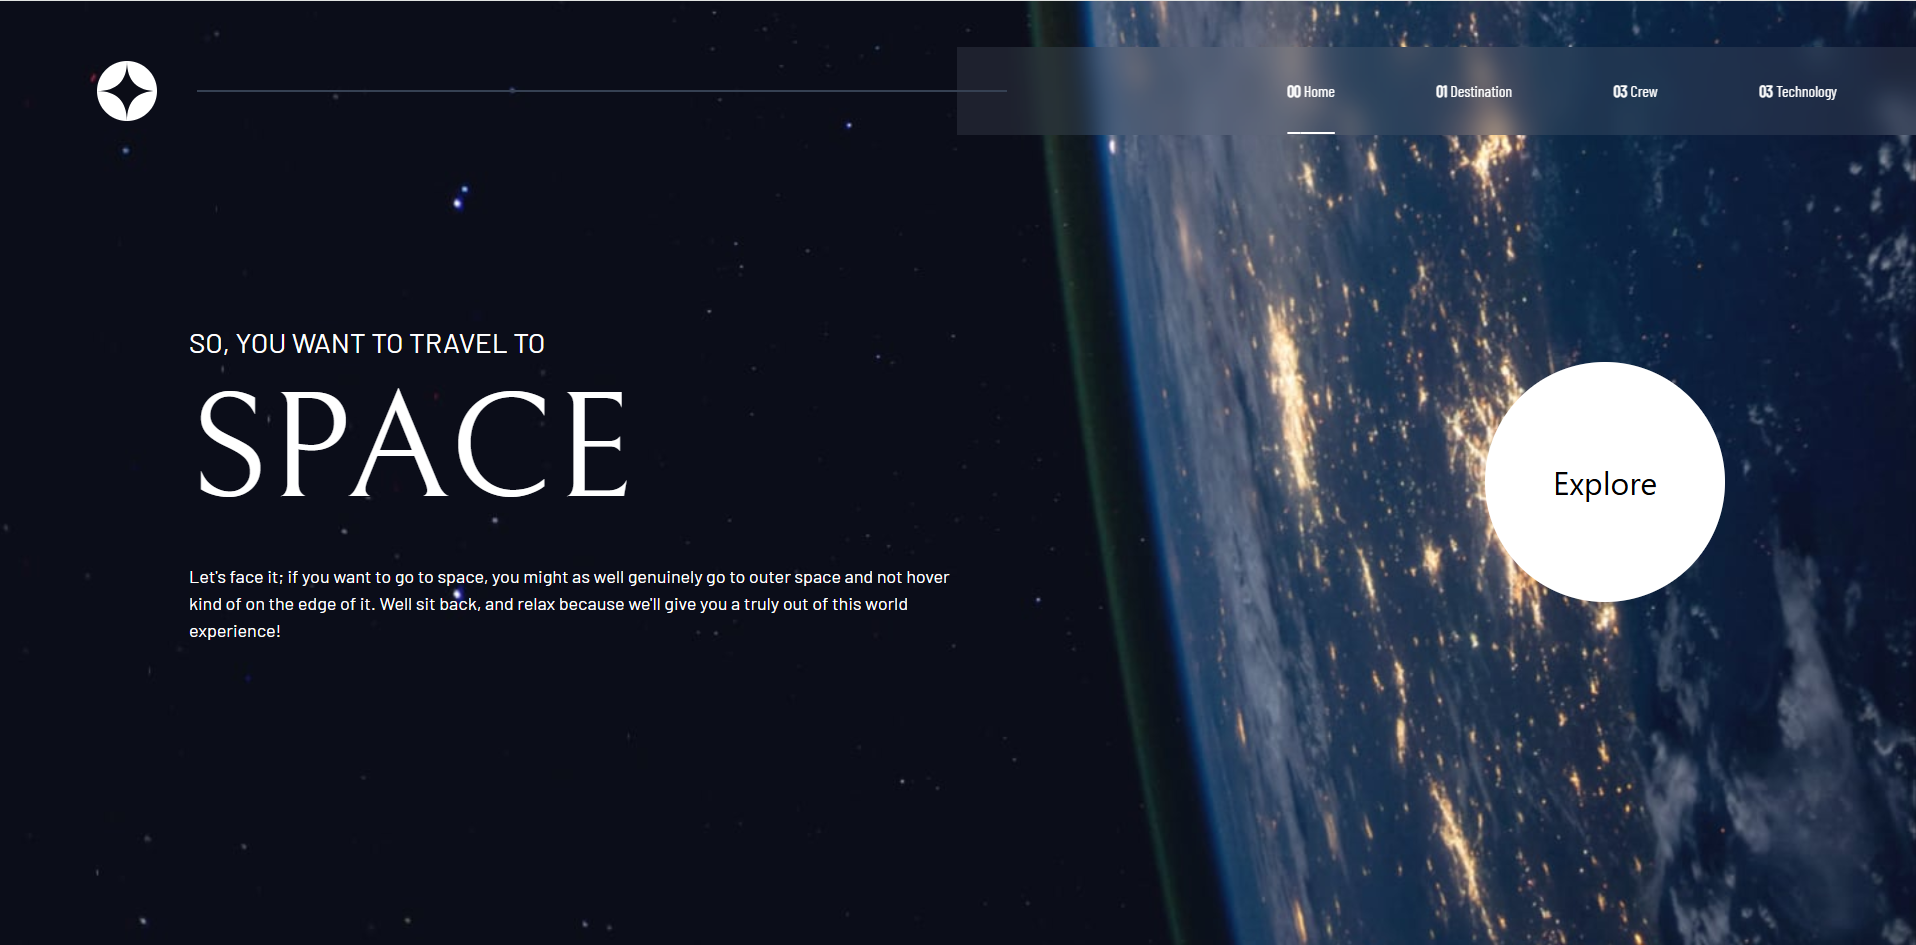 00 Home
01 Destination
03 Crew
03 Technology
SO, YOU WANT TO TRAVEL TO
SPACE
Let's face it; if you want to go to space, you might as well genuinely go to outer space and not hover
kind of on the edge of it. Well sit back, and relax because we'll give you a truly out of this world
experience!
Explore